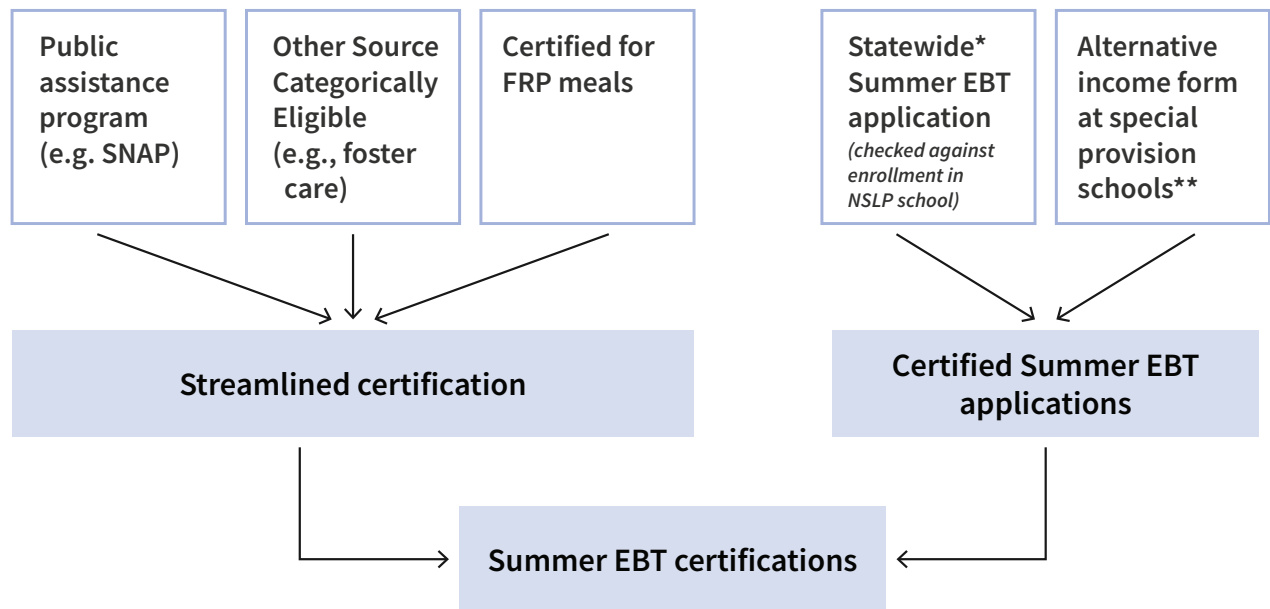 Public
assistance
program
(e.g. SNAP)
Other Source
Categorically
Eligible
(e.g., foster
care)
Certified for
FRP meals
Statewide*
Summer EBT
application
(checked against
enrollment in
NSLP school)
Alternative
income form
at special
provision
schools**
Streamlined certification
Certified Summer EBT
applications
Summer EBT certifications